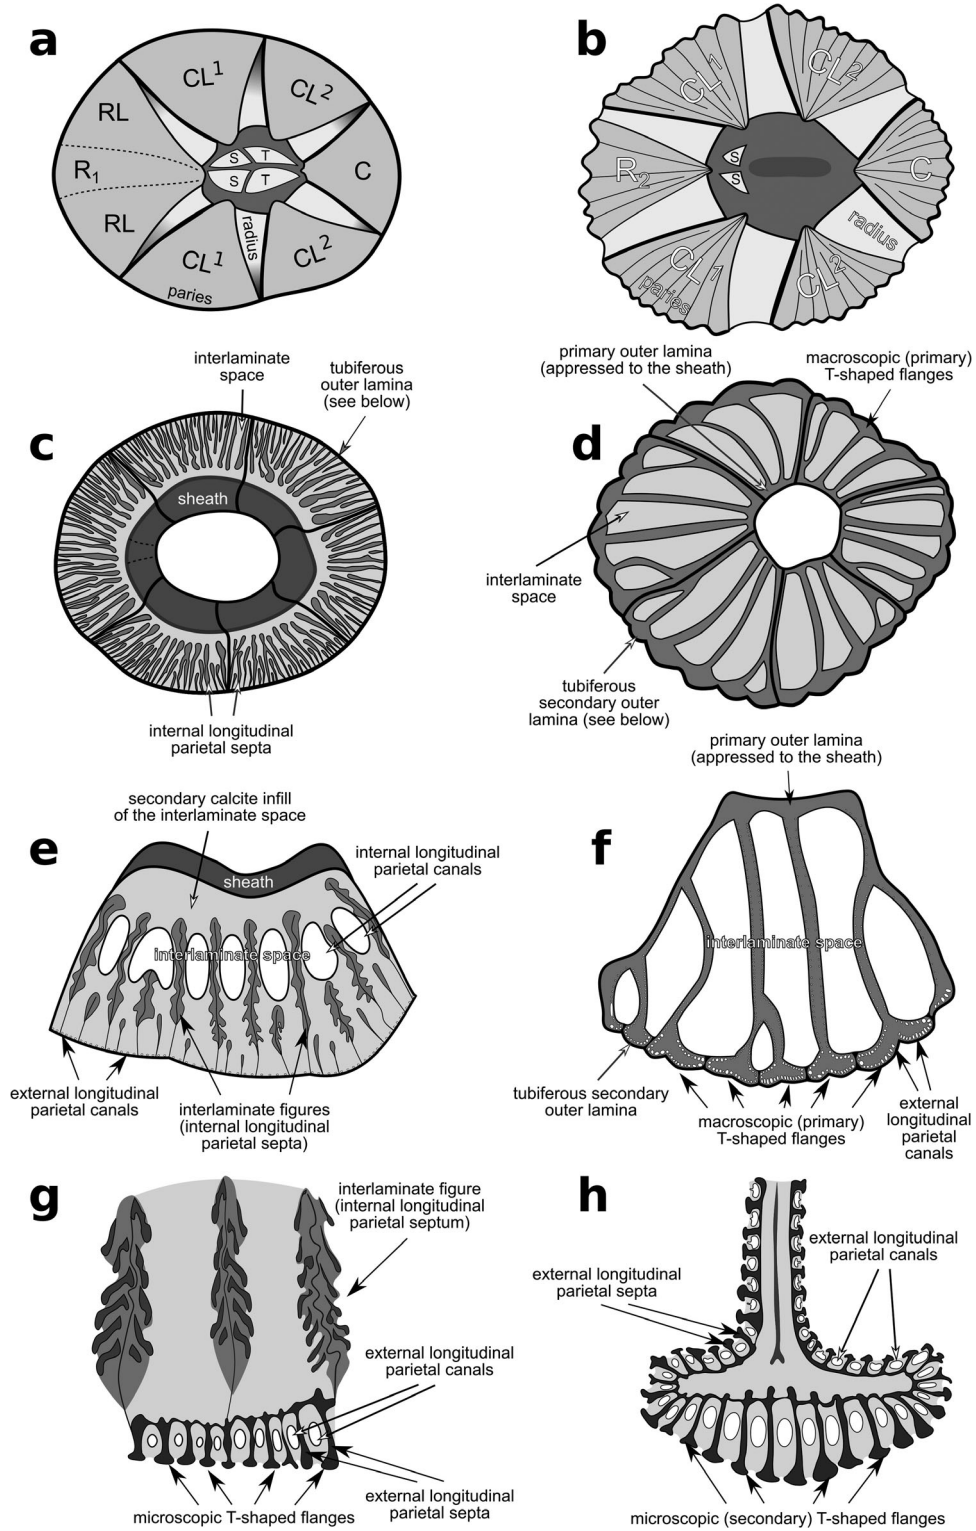 a
CL1
CL2
RL
R1
S
T
S
T
C
RL
CL1
radius
CL2
paries
b
CL1
CL2
R2
S
S
C
radius
CL1
paries
CL2
interlaminate
space
tubiferous
outer lamina
(see below)
c
sheath
internal longitudinal
parietal septa
primary outer lamina
(appressed to the sheath)
macroscopic (primary)
T-shaped flanges
d
interlaminate
space
tubiferous
secondary outer
lamina (see below)
secondary calcite infill
of the interlaminate space
e
internal longitudinal
parietal canals
sheath
interlaminate space
external longitudinal
parietal canals
interlaminate figures
(internal longitudinal
parietal septa)
primary outer lamina
(appressed to the sheath)
f
interlaminate space
tubiferous secondary
outer lamina
macroscopic (primary)
T-shaped flanges
external
longitudinal
parietal
canals
g
interlaminate figure
(internal longitudinal
parietal septum)
external longitudinal
parietal canals
external longitudinal
parietal septa
microscopic T-shaped flanges
h
external longitudinal
parietal canals
external longitudinal
parietal septa
microscopic (secondary) T-shaped flanges